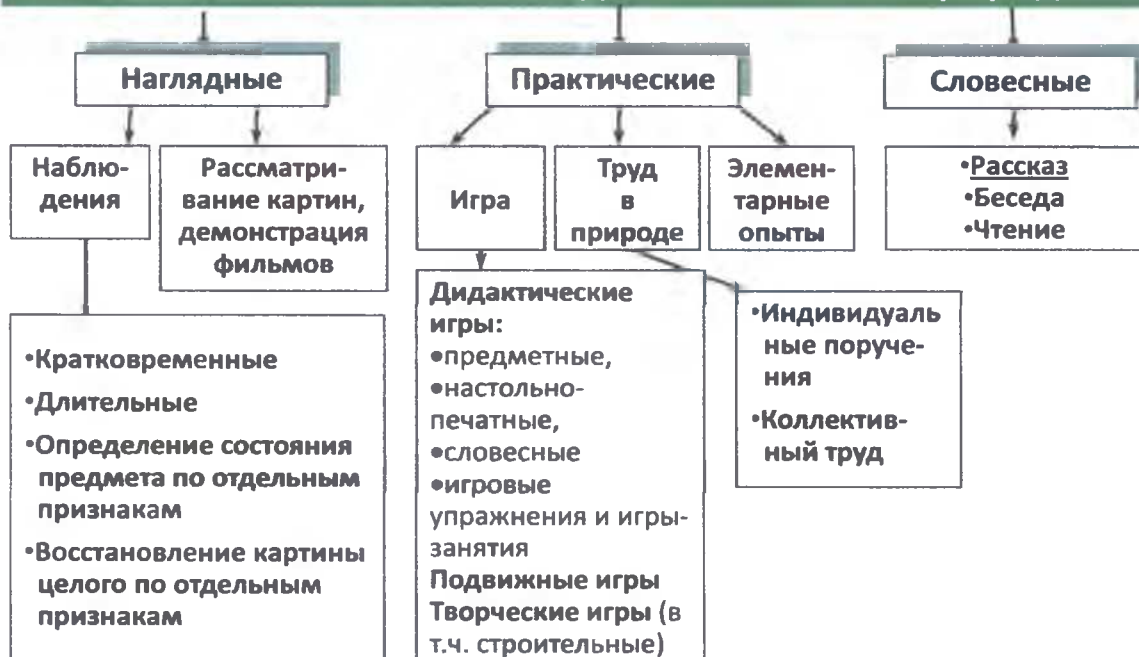 Наглядные
Практические
Словесные
Наблю-
дения
Рассматри-
вание картин,
демонстрация
фильмов
Игра
Труд
в
природе
Элемен-
тарные
опыты
•Рассказ
•Беседа
•Чтение
•Кратковременные
•Длительные
•Определение состояния
предмета по отдельным
признакам
•Восстановление картины
целого по отдельным
признакам
Дидактические
игры:
•предметные,
•настольно-
печатные,
•словесные
•игровые
упражнения и игры-
занятия
Подвижные игры
Творческие игры (в
т.ч. строительные)
•Индивидуаль
ные поруче-
ния
•Коллектив-
ный труд